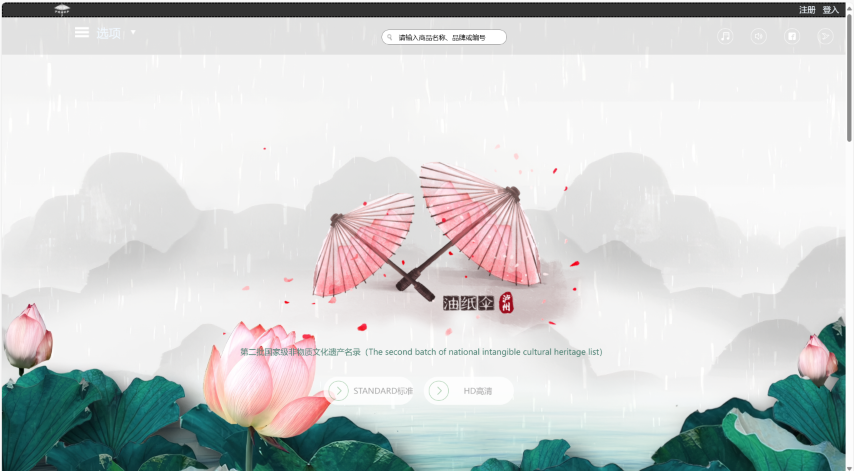 注册 登入
选项
请输入商品名称、品牌或编号
油纸伞 泸州
第二批国家级非物质文化遗产名录（The second batch of national intangible cultural heritage list）
STANDARD标准
HD高清